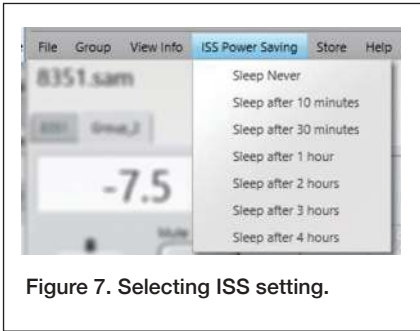 File Group View Info ISS Power Saving Store Help
8351.sam
Sleep Never
Sleep after 10 minutes
8351 Group_2
Sleep after 30 minutes
Sleep after 1 hour
-7.5
Sleep after 2 hours
Sleep after 3 hours
Mute
Sleep after 4 hours
Figure 7. Selecting ISS setting.